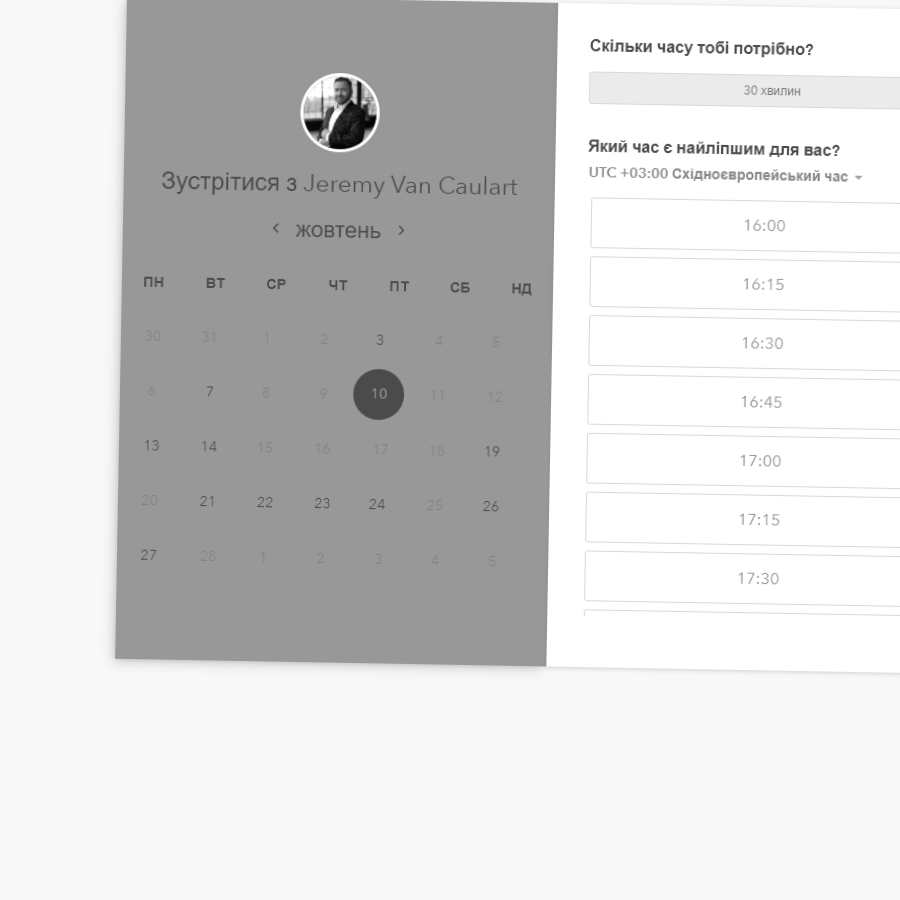 Зустрітися з Jeremy Van Caulart
жовтень
ПН ВТ СР ЧТ ПТ СБ НД
30 31 1 2 3 4 5
6 7 8 9 10 11 12
13 14 15 16 17 18 19
20 21 22 23 24 25 26
27 28 1 2 3 4 5
Скільки часу тобі потрібно?
30 хвилин
Який час є найліпшим для вас?
UTC +03:00 Східноєвропейський час
16:00
16:15
16:30
16:45
17:00
17:15
17:30